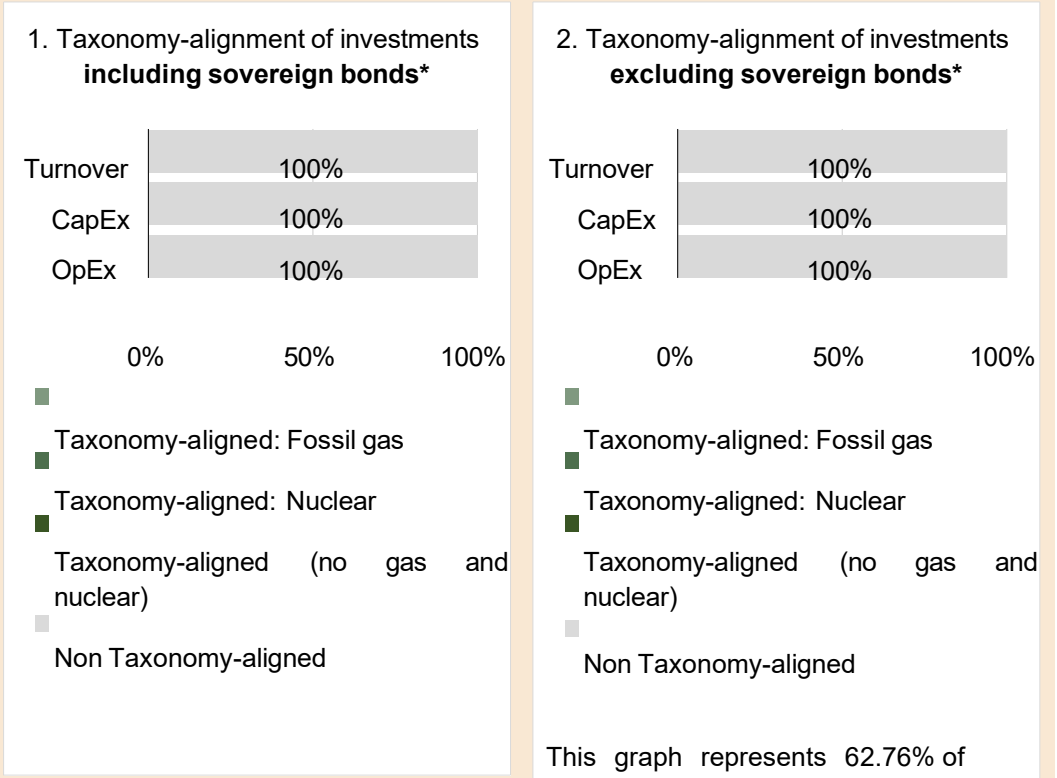 1. Taxonomy-alignment of investments
including sovereign bonds*
Turnover 100%
CapEx 100%
OpEx 100%
0% 50% 100%
Taxonomy-aligned: Fossil gas
Taxonomy-aligned: Nuclear
Taxonomy-aligned (no gas and
nuclear)
Non Taxonomy-aligned
2. Taxonomy-alignment of investments
excluding sovereign bonds*
Turnover 100%
CapEx 100%
OpEx 100%
0% 50% 100%
Taxonomy-aligned: Fossil gas
Taxonomy-aligned: Nuclear
Taxonomy-aligned (no gas and
nuclear)
Non Taxonomy-aligned
This graph represents 62.76% of